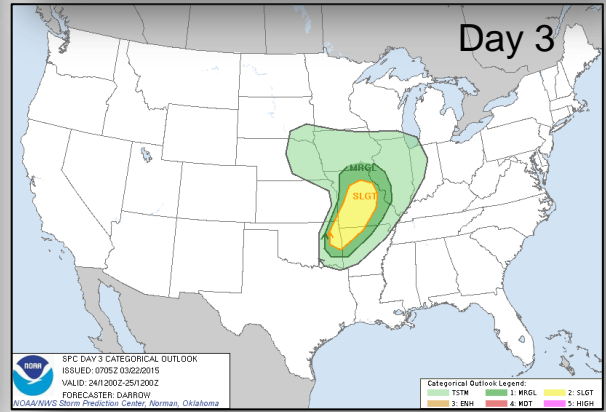 Day 3
MRGL
SLGT
NOAA
SPC DAY 3 CATEGORICAL OUTLOOK
ISSUED: 0705Z 03/22/2015
VALID: 24/1200Z-25/1200Z
FORECASTER: DARROW
NOAA/NWS Storm Prediction Center, Norman, Oklahoma
Categorical Outlook Legend:
TSTM 1: MRGL 2: SLGT
3: ENH 4: MDT 5: HIGH